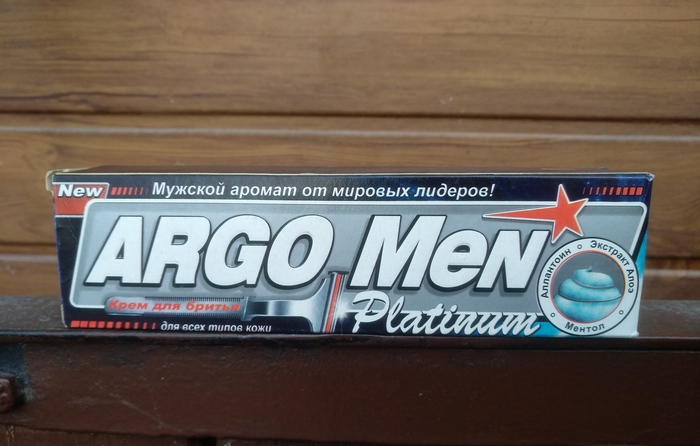 New
Мужской аромат от мировых лидеров!
ARGO MeN
Platinum
Крем для бритья
для всех типов кожи
Аллантоин о Экстракт Алоэ о Ментол о